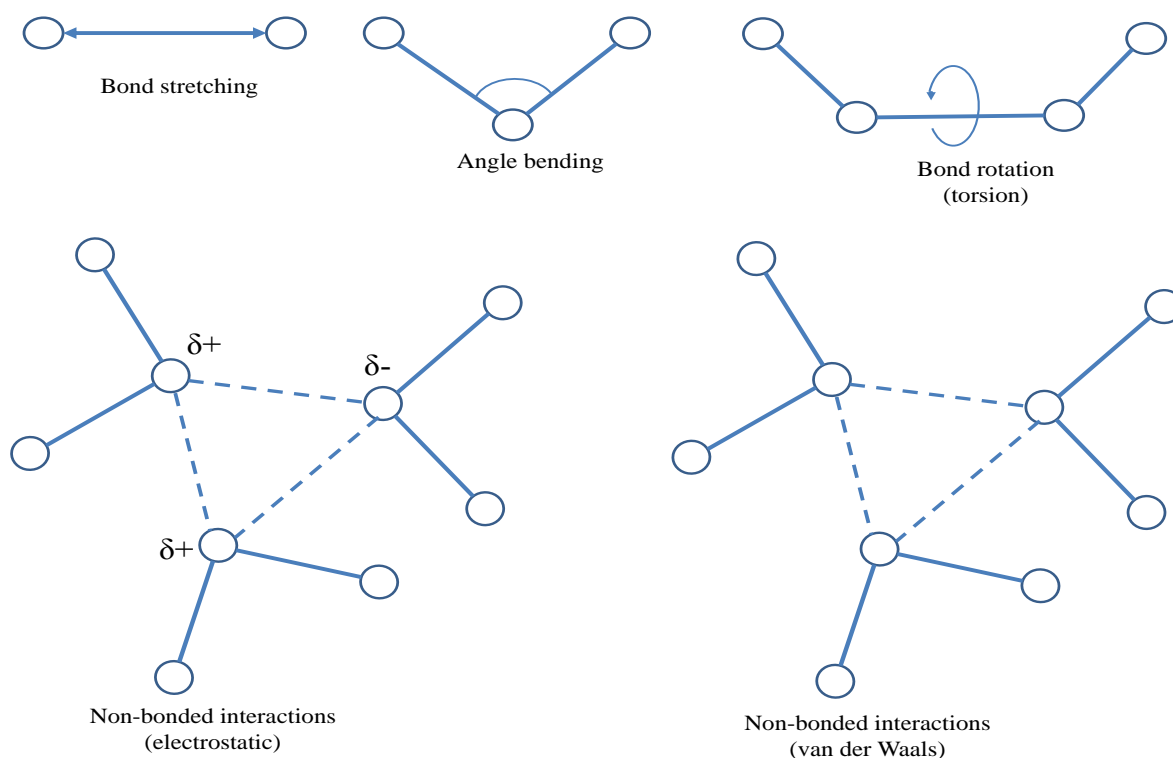 Bond stretching
Angle bending
Bond rotation
(torsion)
δ+
δ-
δ+
Non-bonded interactions
(electrostatic)
Non-bonded interactions
(van der Waals)